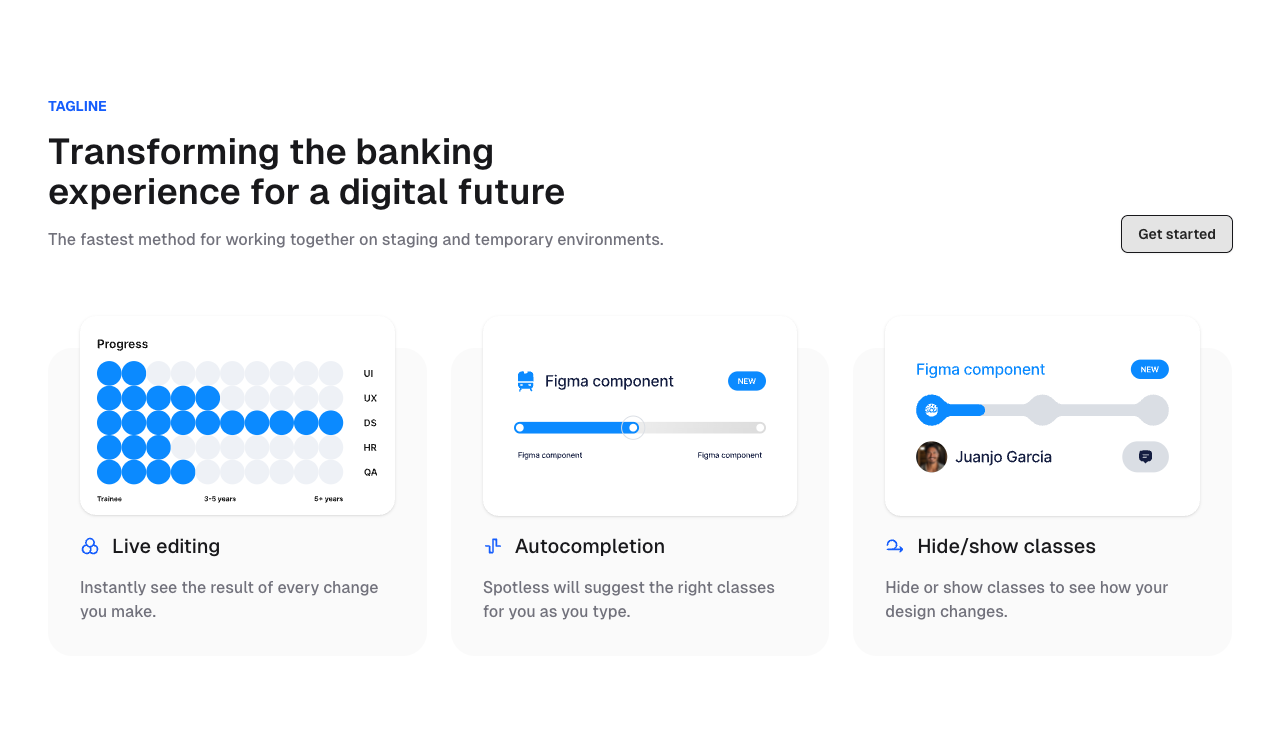 TAGLINE
Transforming the banking
experience for a digital future
The fastest method for working together on staging and temporary environments.
Get started
Progress
UI
UX
DS
HR
QA
Trainee
3-5 years
5+ years
Live editing
Instantly see the result of every change
you make.
Figma component
NEW
Figma component
Figma component
Autocompletion
Spotless will suggest the right classes
for you as you type.
Figma component
NEW
Juanjo Garcia
Hide/show classes
Hide or show classes to see how your
design changes.